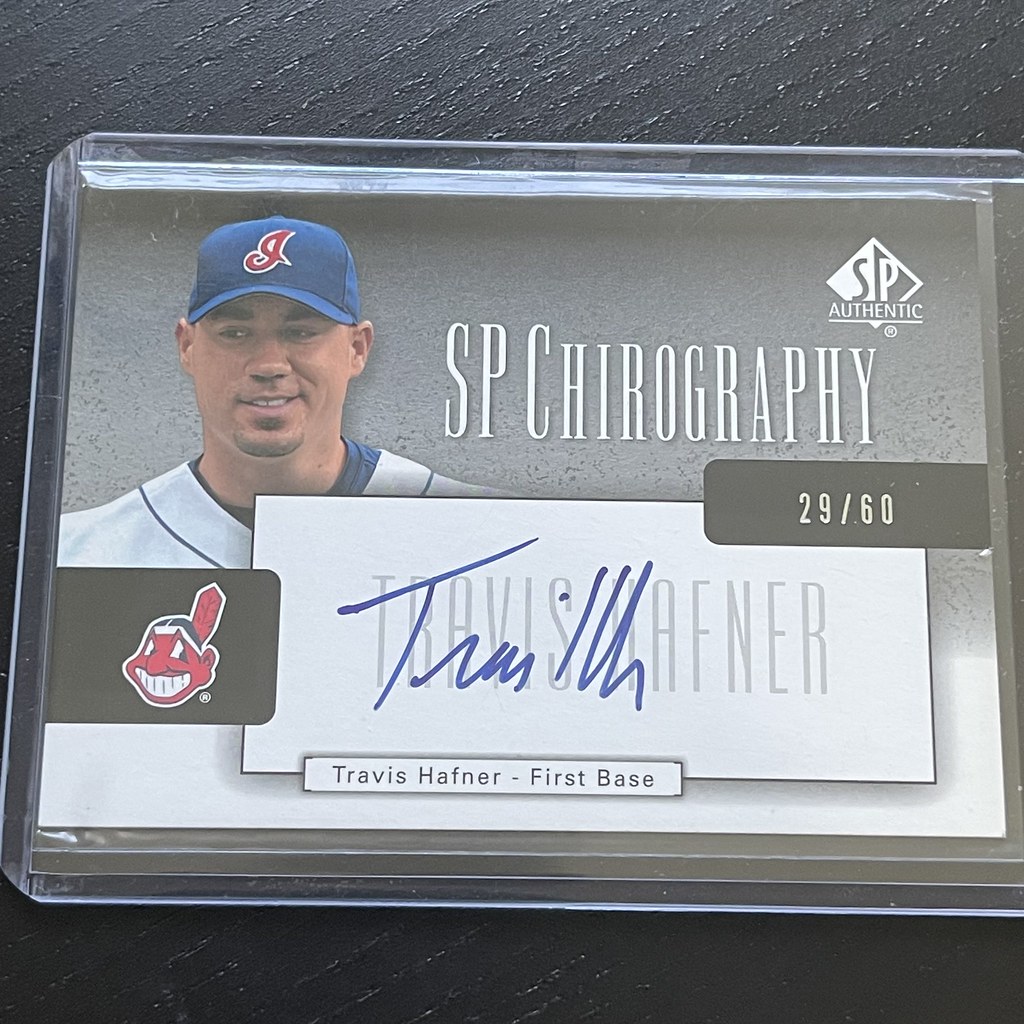 I
SP
AUTHENTIC
®
SP CHIROGRAPHY
29/60
TRAVIS HAFNER
®
Travis Hafner - First Base